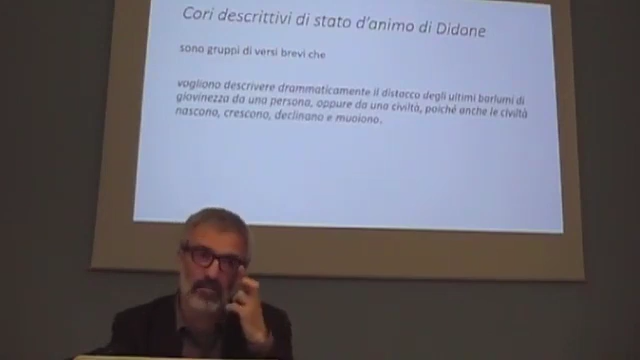 Cori descrittivi di stato d'animo di Didone
sono gruppi di versi brevi che
vogliono descrivere drammaticamente il distacco degli ultimi barlumi di
giovinezza da una persona, oppure da una civiltà, poiché anche le civiltà
nascono, crescono, declinano e muoiono.